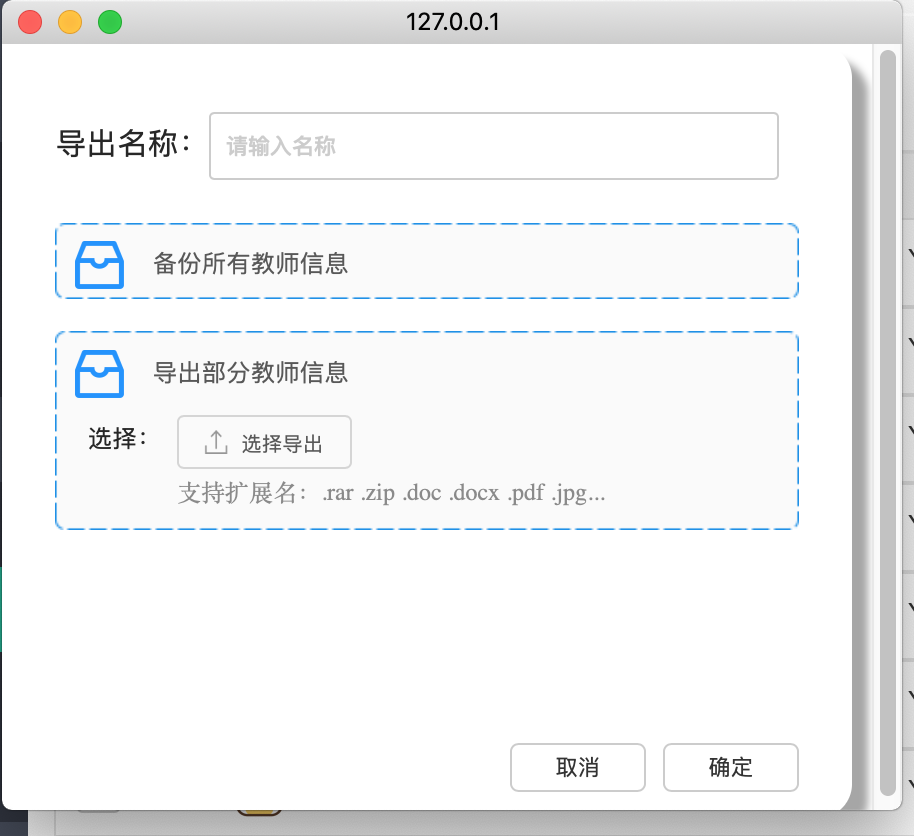 127.0.0.1
导出名称：
请输入名称
备份所有教师信息
导出部分教师信息
选择：
选择导出
支持扩展名：.rar .zip .doc .docx .pdf .jpg...
取消
确定